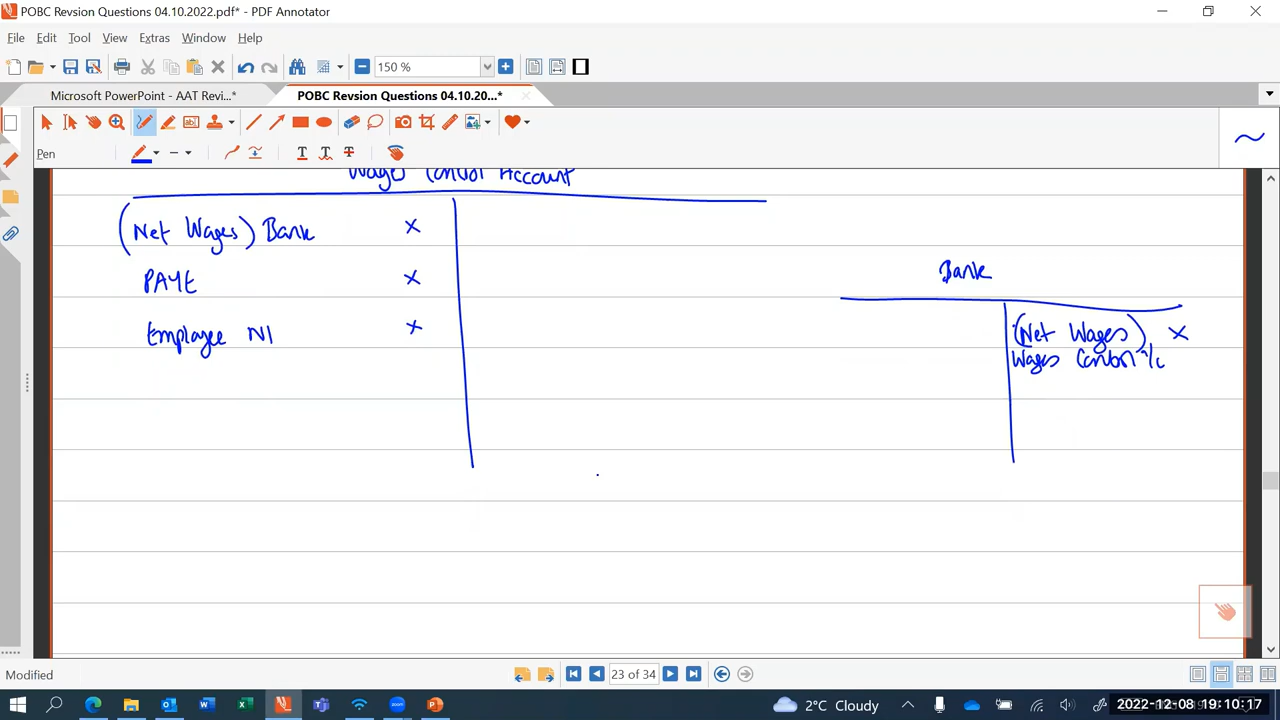 POBC Revsion Questions 04.10.2022.pdf* - PDF Annotator
File Edit Tool View Extras Window Help
150 %
Microsoft PowerPoint - AAT Revi...*
POBC Revsion Questions 04.10.20...*
Pen
Wages Control Account
(Net Wages) Bank x
PAYE x
Employee NI x
Bank
(Net Wages) x
Wages Control a/c
Modified
23 of 34
2°C Cloudy
2022-12-08 19:10:17